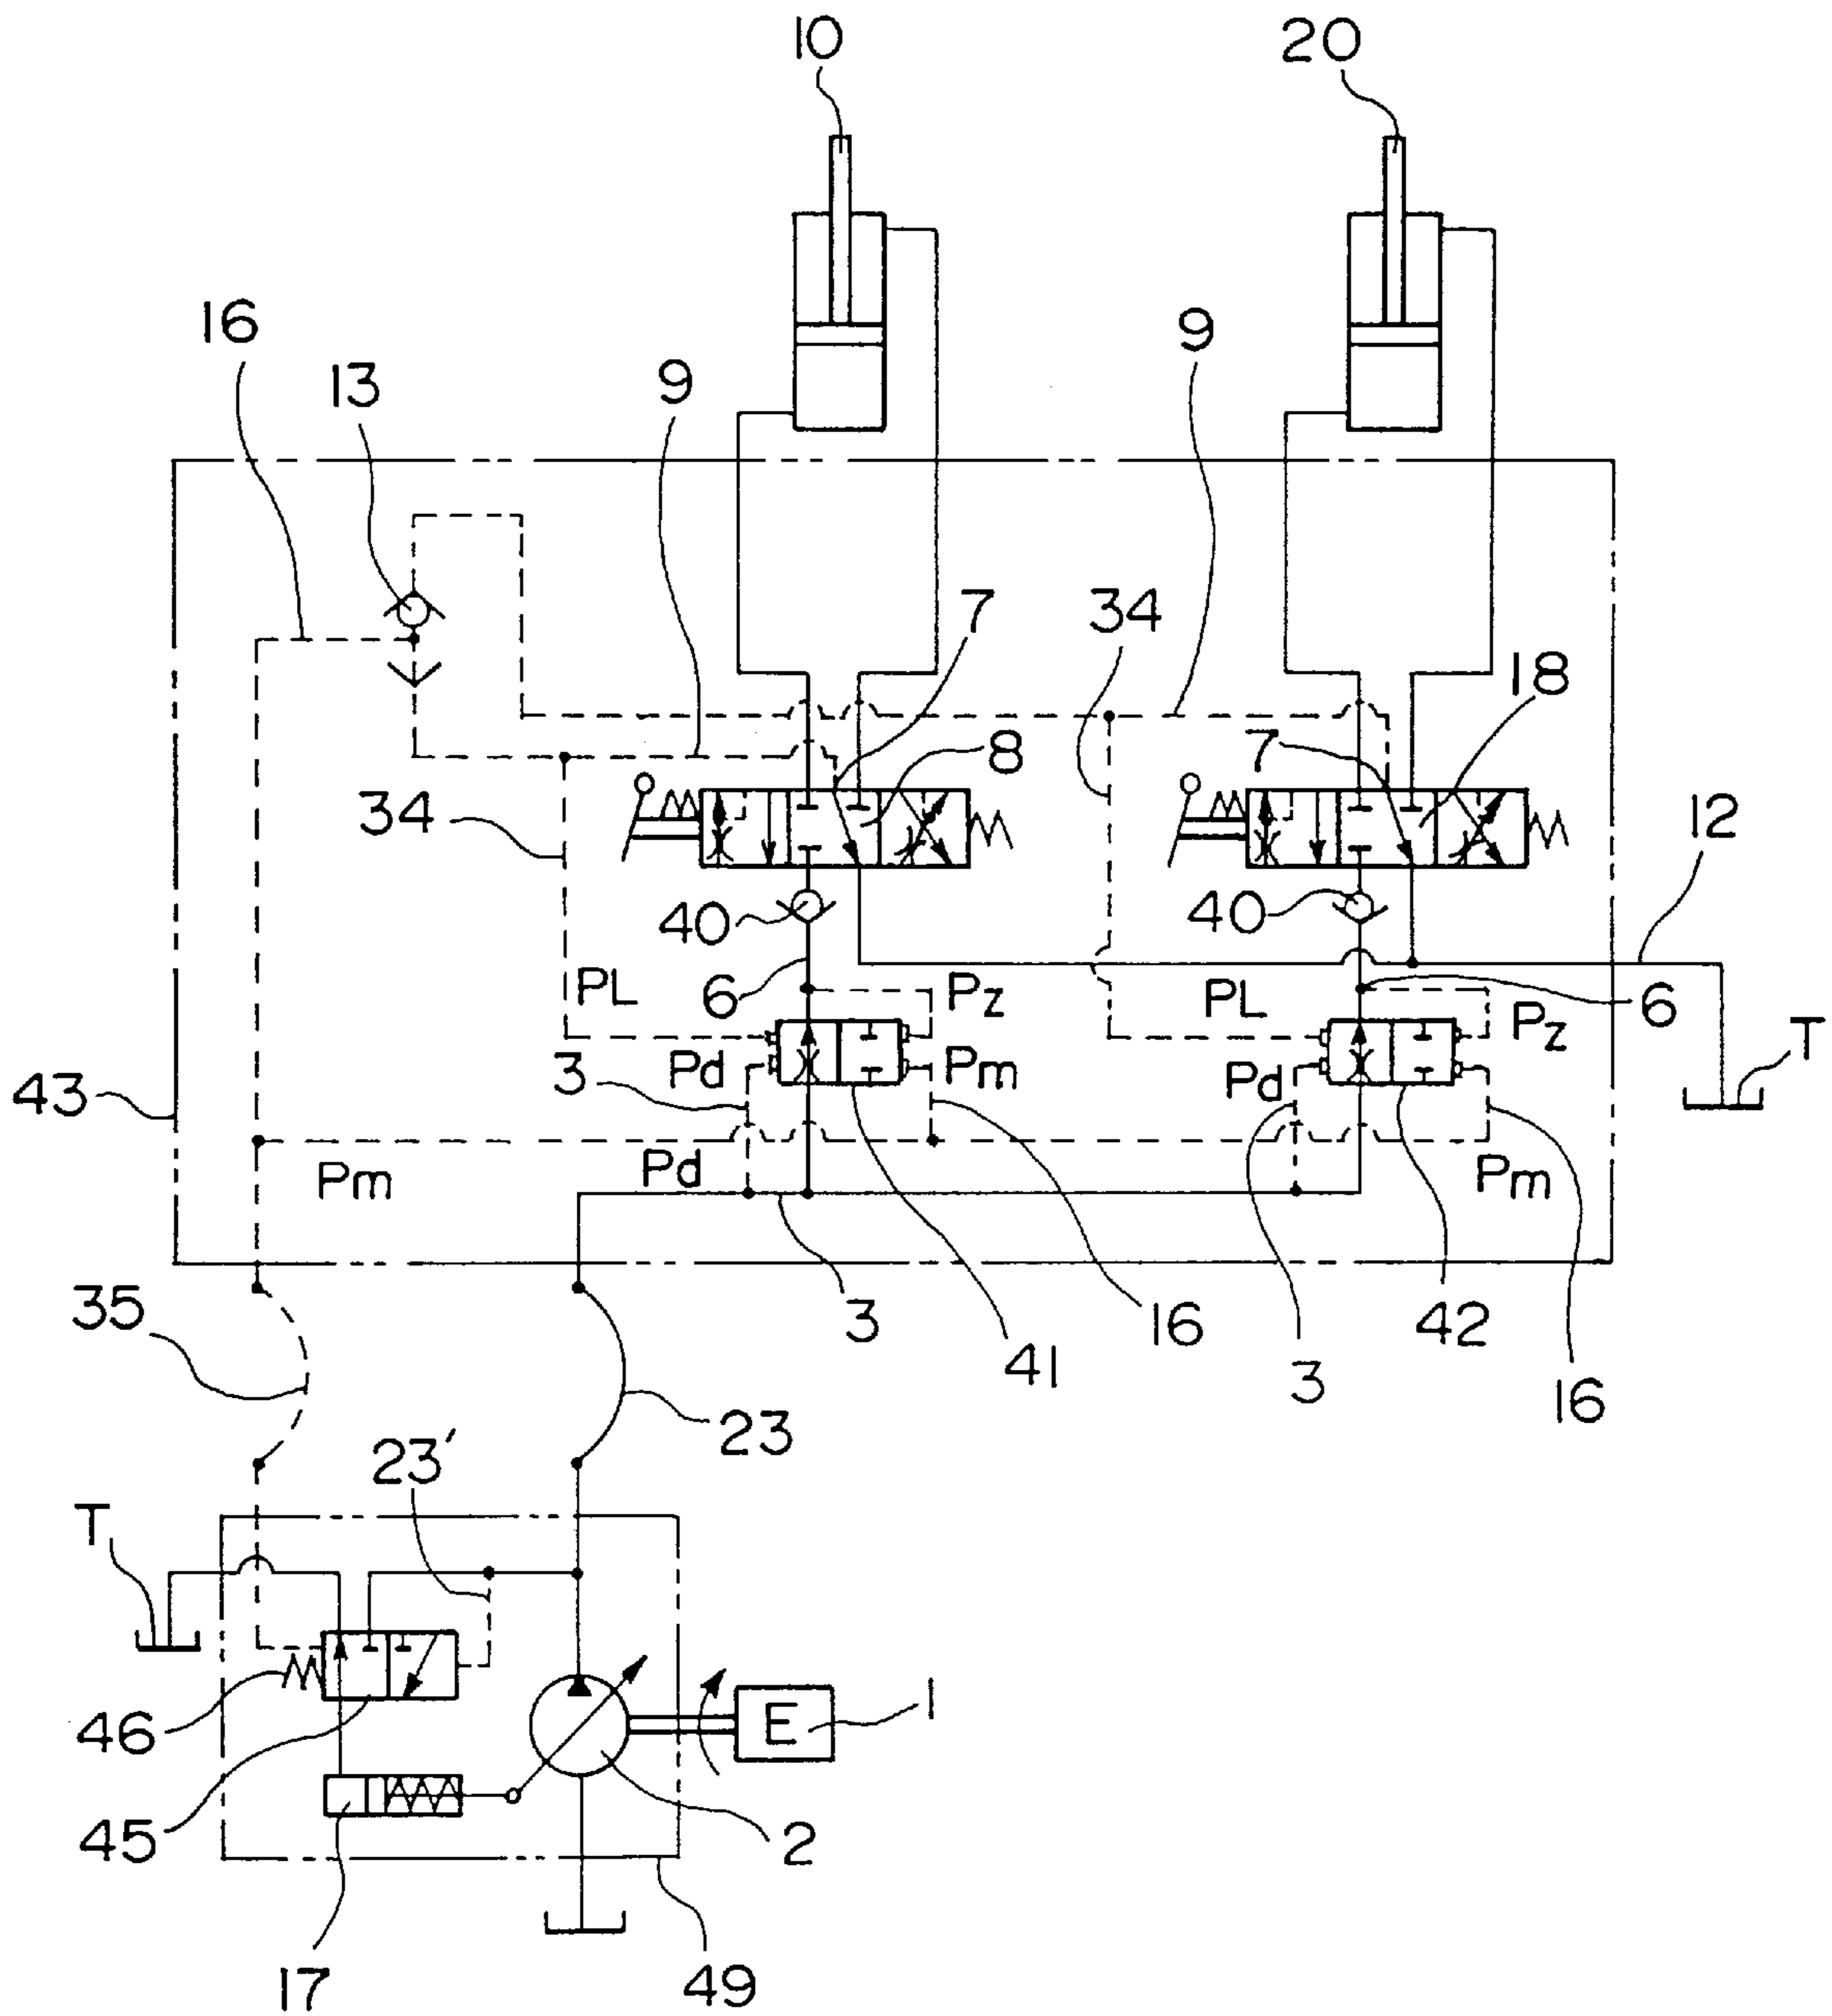 10 20
16 13 9 9
7 34 7 18
8
34 12
40 40
6 PL Pz PL 6 Pz
3 Pd Pm Pd T
43
Pm Pd 3 Pm
35 3 16 42
41 3 16
23
23′
T
46 E 1
45 2
17 49